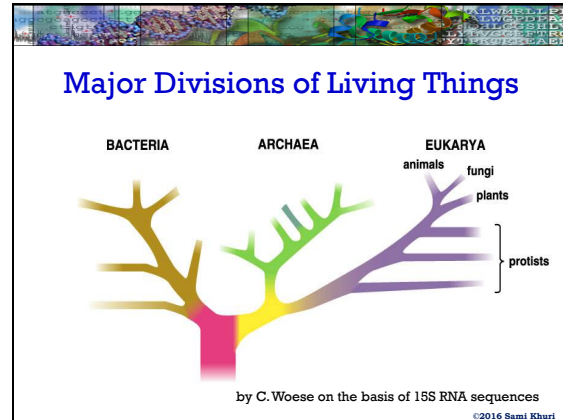 Major Divisions of Living Things
BACTERIA ARCHAEA EUKARYA
animals
fungi
plants
protists
by C. Woese on the basis of 15S RNA sequences
©2016 Sami Khuri